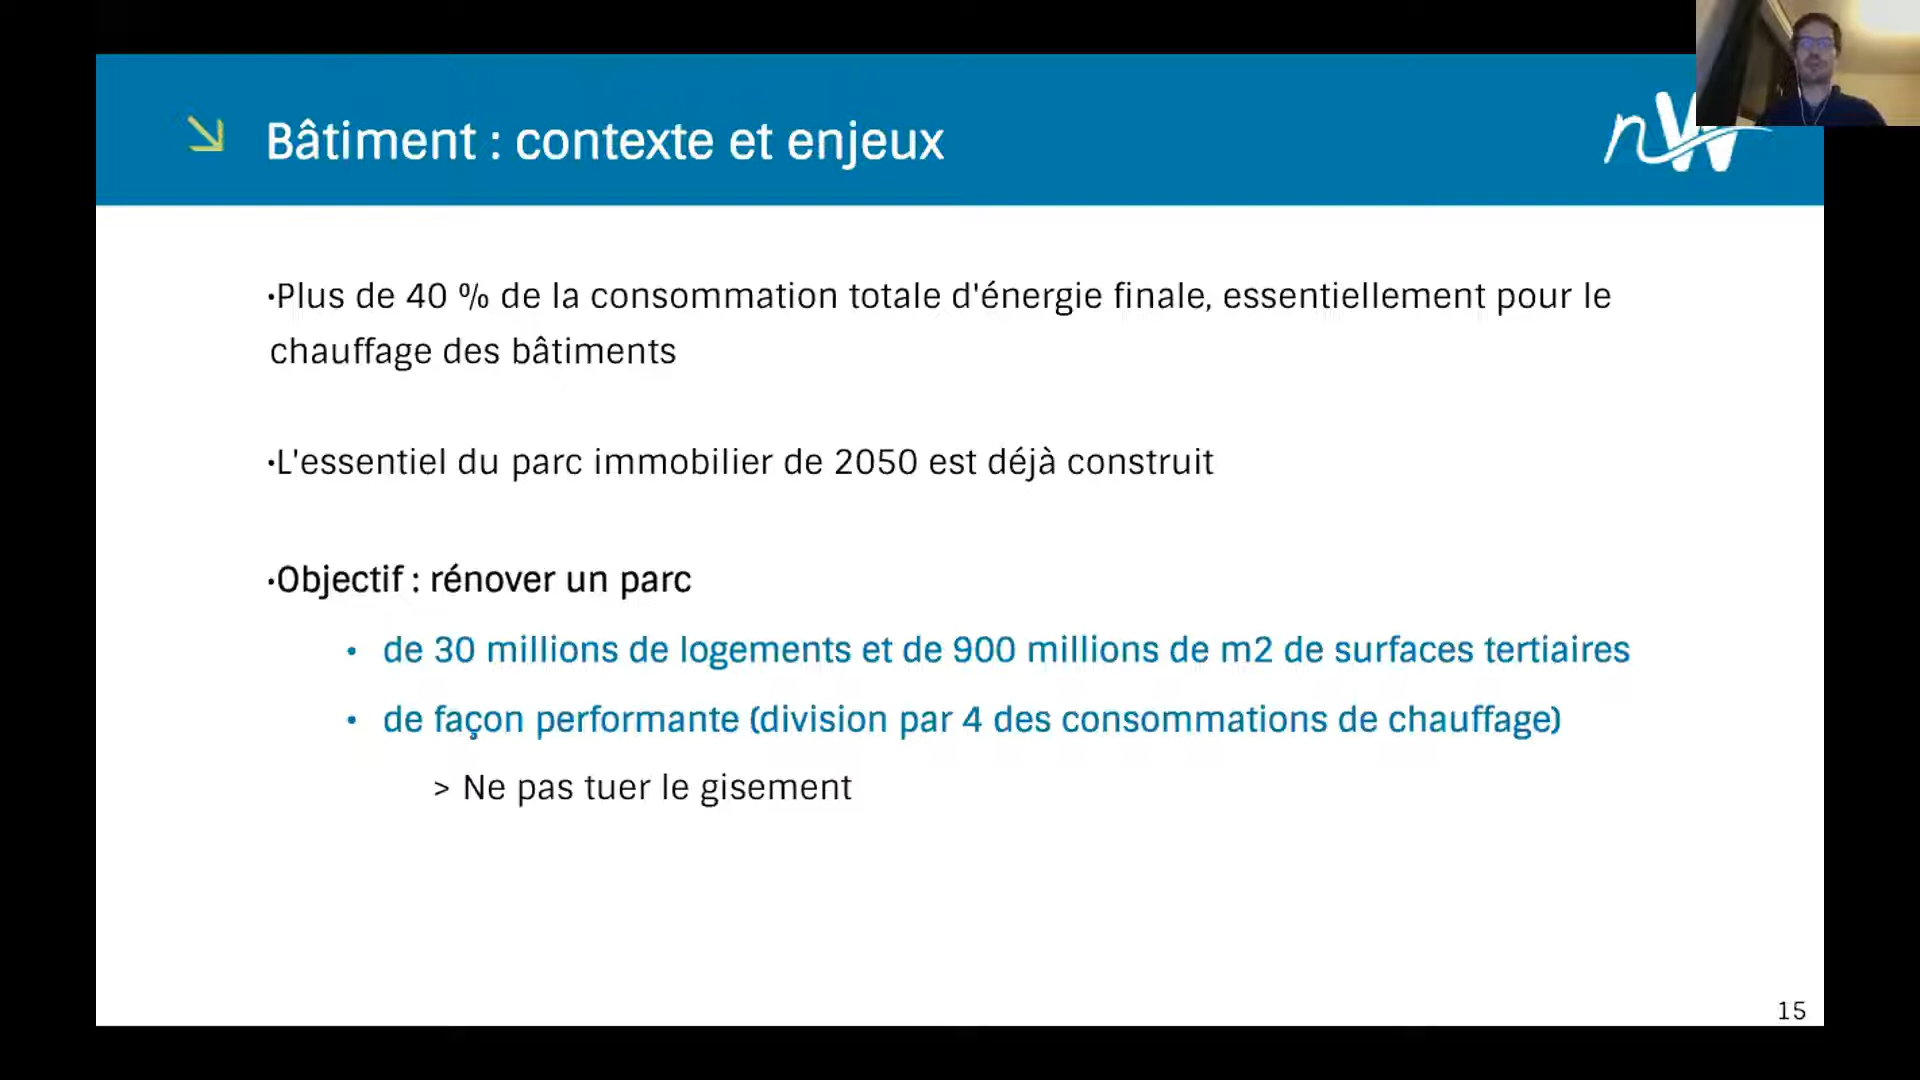 Bâtiment : contexte et enjeux
nW
•Plus de 40 % de la consommation totale d'énergie finale, essentiellement pour le
chauffage des bâtiments
•L'essentiel du parc immobilier de 2050 est déjà construit
•Objectif : rénover un parc
• de 30 millions de logements et de 900 millions de m2 de surfaces tertiaires
• de façon performante (division par 4 des consommations de chauffage)
> Ne pas tuer le gisement
15